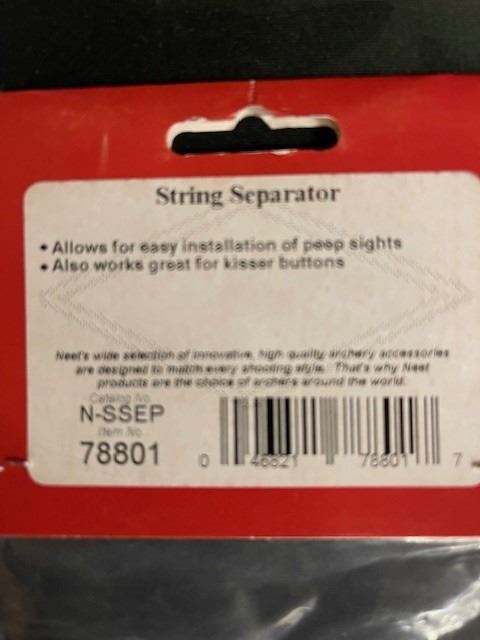 String Separator
• Allows for easy installation of peep sights
• Also works great for kisser buttons
Neet's wide selection of innovative, high quality archery accessories
are designed to match every shooting style. That's why Neet
products are the choice of archers around the world.
Catalog No.
N-SSEP
Item No.
78801
0 46821 78801 7